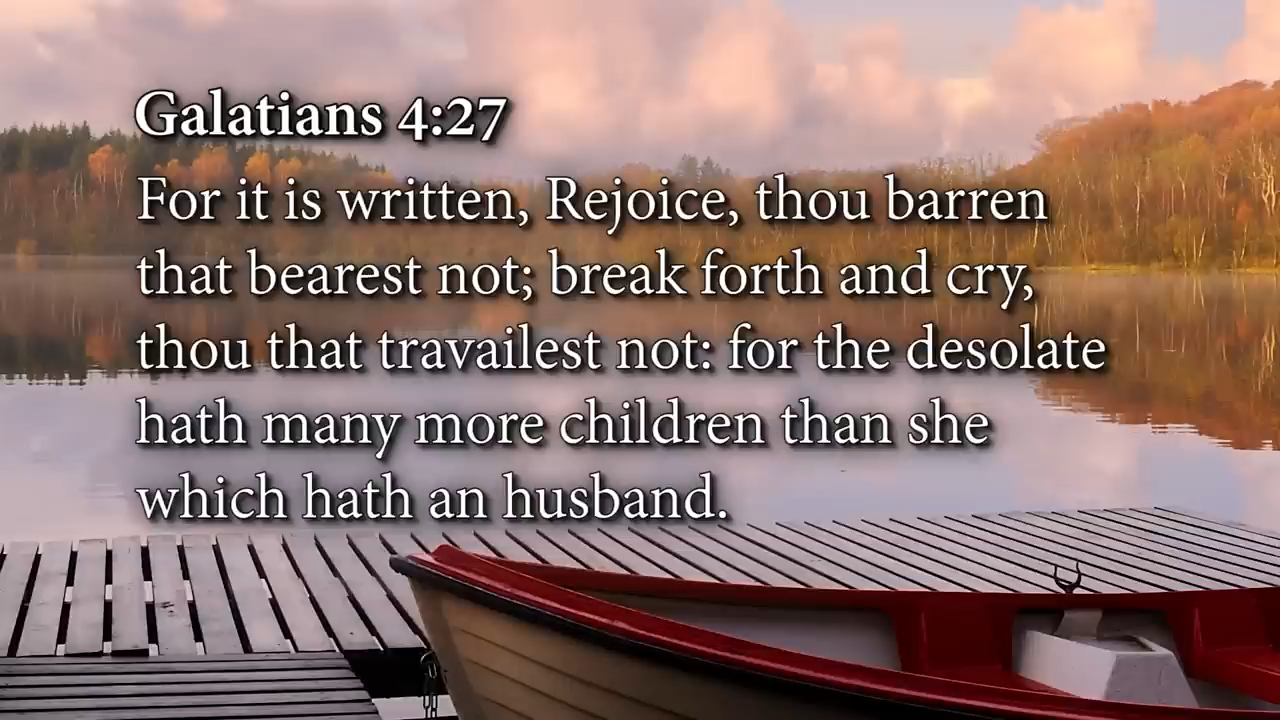 Galatians 4:27
For it is written, Rejoice, thou barren
that bearest not; break forth and cry,
thou that travailest not: for the desolate
hath many more children than she
which hath an husband.